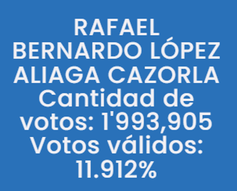 RAFAEL
BERNARDO LÓPEZ
ALIAGA CAZORLA
Cantidad de
votos: 1'993,905
Votos válidos:
11.912%